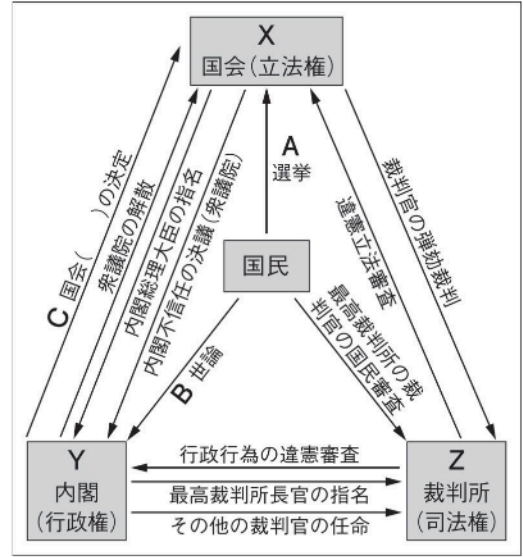 X
国会(立法権)
A
選挙
C 国会(　　)の決定
衆議院の解散
内閣総理大臣の指名
内閣不信任の決議(衆議院)
違憲立法審査
裁判官の弾劾裁判
国民
B 世論
最高裁判所の裁
判官の国民審査
Y
内閣
(行政権)
行政行為の違憲審査
最高裁判所長官の指名
その他の裁判官の任命
Z
裁判所
(司法権)